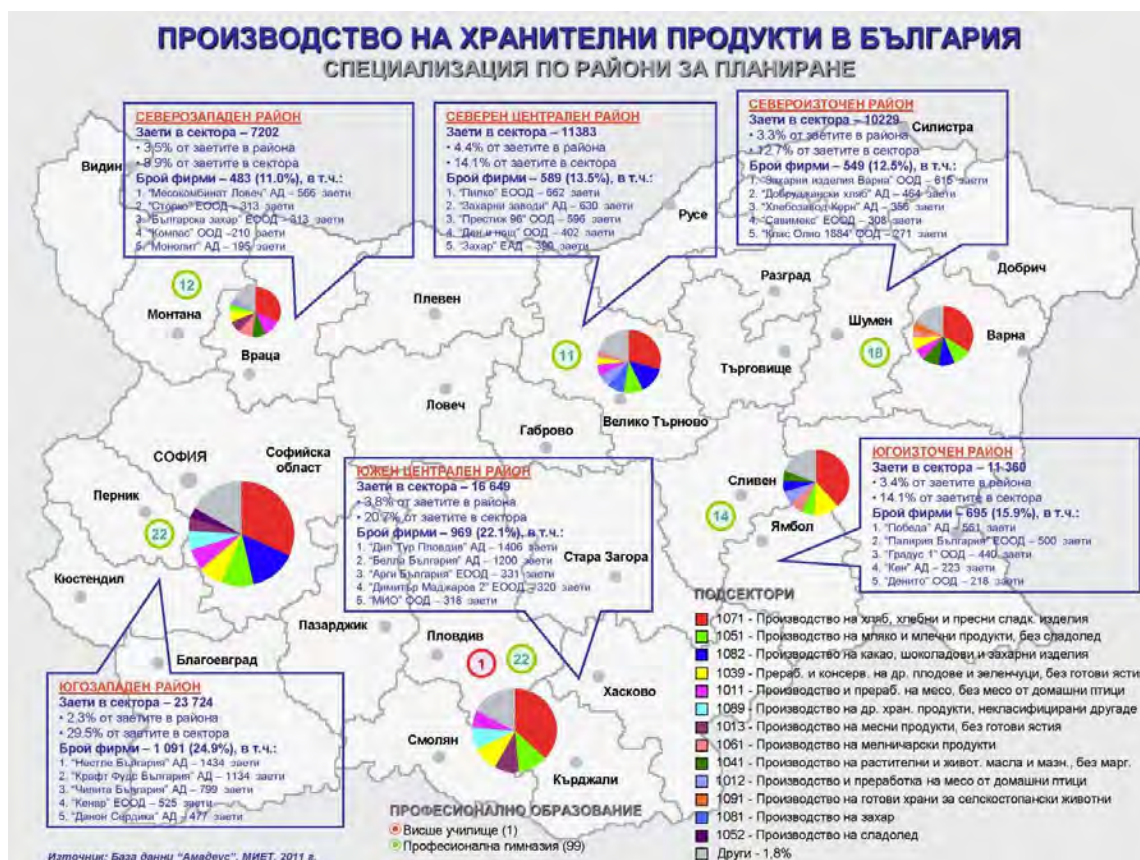 ПРОИЗВОДСТВО НА ХРАНИТЕЛНИ ПРОДУКТИ В БЪЛГАРИЯ
СПЕЦИАЛИЗАЦИЯ ПО РАЙОНИ ЗА ПЛАНИРАНЕ
СЕВЕРОЗАПАДЕН РАЙОН
Заети в сектора – 7202
• 3,5% от заетите в района
• 8.9% от заетите в сектора
Брой фирми – 483 (11.0%), в т.ч.:
1. "Месокомбинат Ловеч" АД – 566 заети
2. "Сторко" ЕООД – 313 заети
3. "Българска захар" ЕООД – 313 заети
4. "Компас" ООД – 210 заети
5. "Монолит" АД – 195 заети
СЕВЕРЕН ЦЕНТРАЛЕН РАЙОН
Заети в сектора – 11383
• 4.4% от заетите в района
• 14.1% от заетите в сектора
Брой фирми – 589 (13.5%), в т.ч.:
1. "Пилко" ЕООД – 662 заети
2. "Захарни заводи" АД – 630 заети
3. "Престиж 96" ООД – 596 заети
4. "Ден и нощ" ООД – 402 заети
5. "Захар" ЕАД – 390 заети
СЕВЕРОИЗТОЧЕН РАЙОН
Заети в сектора – 10229
• 3.3% от заетите в района
• 12.7% от заетите в сектора
Брой фирми – 549 (12.5%), в т.ч.:
1. "Захарни изделия Варна" ООД – 615 заети
2. "Добруджански хляб" АД – 464 заети
3. "Хлебозавод Корн" АД – 356 заети
4. "Савимекс" ЕООД – 308 заети
5. "Клас Олио 1884" ООД – 271 заети
Видин
Силистра
Русе
Добрич
12
Монтана
Враца
Плевен
Разград
Шумен
18
Варна
11
Търговище
Ловеч
Габрово
Велико Търново
СОФИЯ
Софийска
област
Перник
22
Кюстендил
Благоевград
Сливен
14
Ямбол
Стара Загора
Пазарджик
Пловдив
1
22
Хасково
Смолян
Кърджали
ЮЖЕН ЦЕНТРАЛЕН РАЙОН
Заети в сектора – 16 649
• 3,8% от заетите в района
• 20.7% от заетите в сектора
Брой фирми – 969 (22.1%), в т.ч.:
1. "Дил Тур Пловдив" АД – 1406 заети
2. "Белла България" АД – 1200 заети
3. "Арги България" ЕООД – 331 заети
4. "Димитър Маджаров 2" ЕООД – 320 заети
5. "МИО" ООД – 318 заети
ЮГОИЗТОЧЕН РАЙОН
Заети в сектора – 11 360
• 3.4% от заетите в района
• 14.1% от заетите в сектора
Брой фирми – 695 (15.9%), в т.ч.:
1. "Победа" АД – 551 заети
2. "Палирия България" ЕООД – 500 заети
3. "Градус 1" ООД – 440 заети
4. "Кен" АД – 223 заети
5. "Денито" ООД – 218 заети
ЮГОЗАПАДЕН РАЙОН
Заети в сектора – 23 724
• 2.3% от заетите в района
• 29.5% от заетите в сектора
Брой фирми – 1 091 (24.9%), в т.ч.:
1. "Нестле България" АД – 1434 заети
2. "Крафт Фудс България" АД – 1134 заети
3. "Чипита България" АД – 799 заети
4. "Кенар" ЕООД – 525 заети
5. "Данон Сердика" АД – 477 заети
ПОДСЕКТОРИ
1071 - Производство на хляб, хлебни и пресни сладк. изделия
1051 - Производство на мляко и млечни продукти, без сладолед
1082 - Производство на какао, шоколадови и захарни изделия
1039 - Прераб. и консерв. на др. плодове и зеленчуци, без готови ястия
1011 - Производство и прераб. на месо, без месо от домашни птици
1089 - Производство на др. хран. продукти, некласифицирани другаде
1013 - Производство на месни продукти, без готови ястия
1061 - Производство на мелничарски продукти
1041 - Производство на растителни и живот. масла и мазн., без марг.
1012 - Производство и преработка на месо от домашни птици
1091 - Производство на готови храни за селскостопански животни
1081 - Производство на захар
1052 - Производство на сладолед
Други - 1,8%
ПРОФЕСИОНАЛНО ОБРАЗОВАНИЕ
Висше училище (1)
Професионална гимназия (99)
Източник: База данни "Амадеус", МИЕТ, 2011 г.